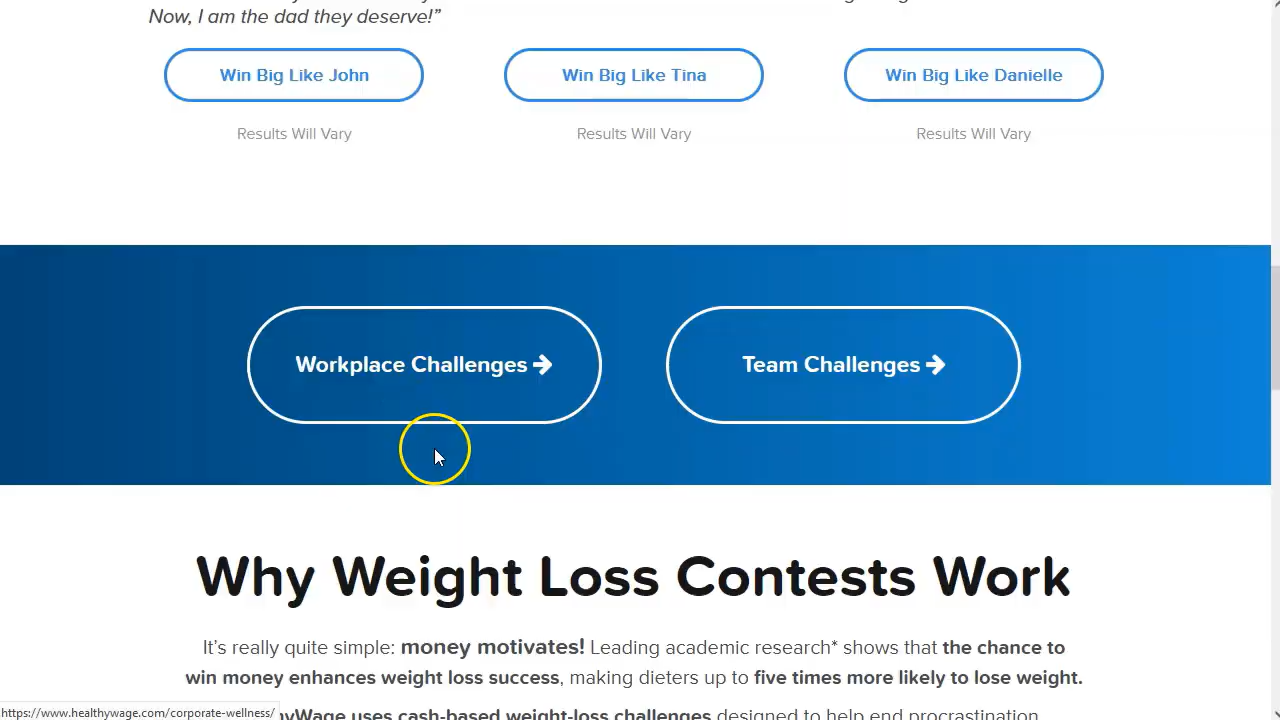 Now, I am the dad they deserve!”
Win Big Like John
Win Big Like Tina
Win Big Like Danielle
Results Will Vary
Results Will Vary
Results Will Vary
Workplace Challenges
Team Challenges
Why Weight Loss Contests Work
It’s really quite simple: money motivates! Leading academic research* shows that the chance to
win money enhances weight loss success, making dieters up to five times more likely to lose weight.
uses cash-based weight-loss challenges designed to help end procrastination
https://www.healthywage.com/corporate-wellness/